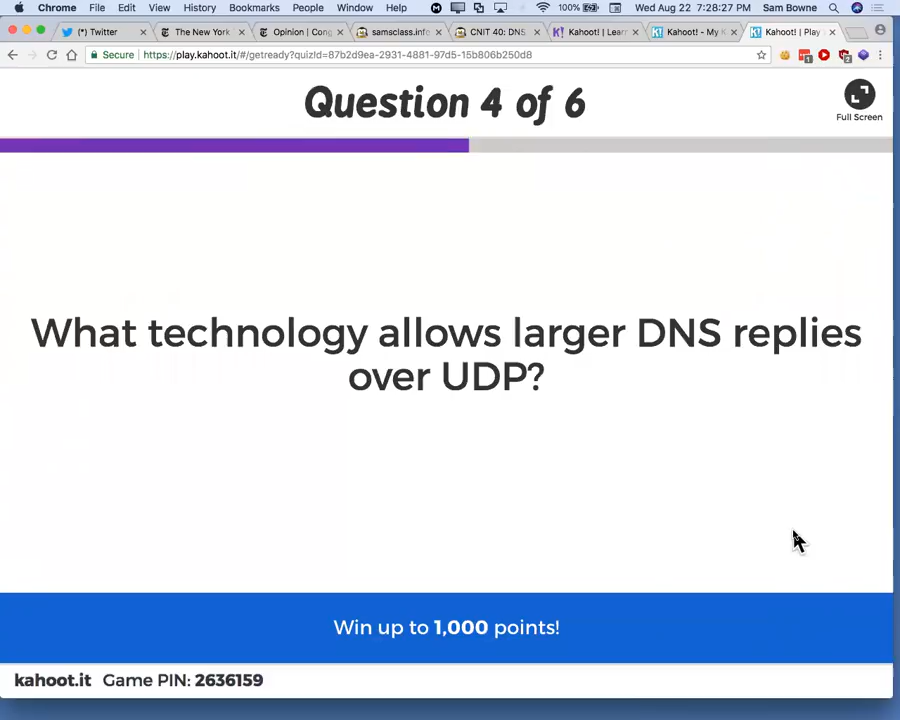 Chrome File Edit View History Bookmarks People Window Help 100% Wed Aug 22 7:28:27 PM Sam Bowne
(*) Twitter The New York Opinion | Cong samsclass.info CNIT 40: DNS Kahoot! | Learn Kahoot! - My K Kahoot! | Play
Secure https://play.kahoot.it/#/getready?quizId=87b2d9ea-2931-4881-97d5-15b806b250d8
Question 4 of 6
Full Screen
What technology allows larger DNS replies
over UDP?
Win up to 1,000 points!
kahoot.it Game PIN: 2636159